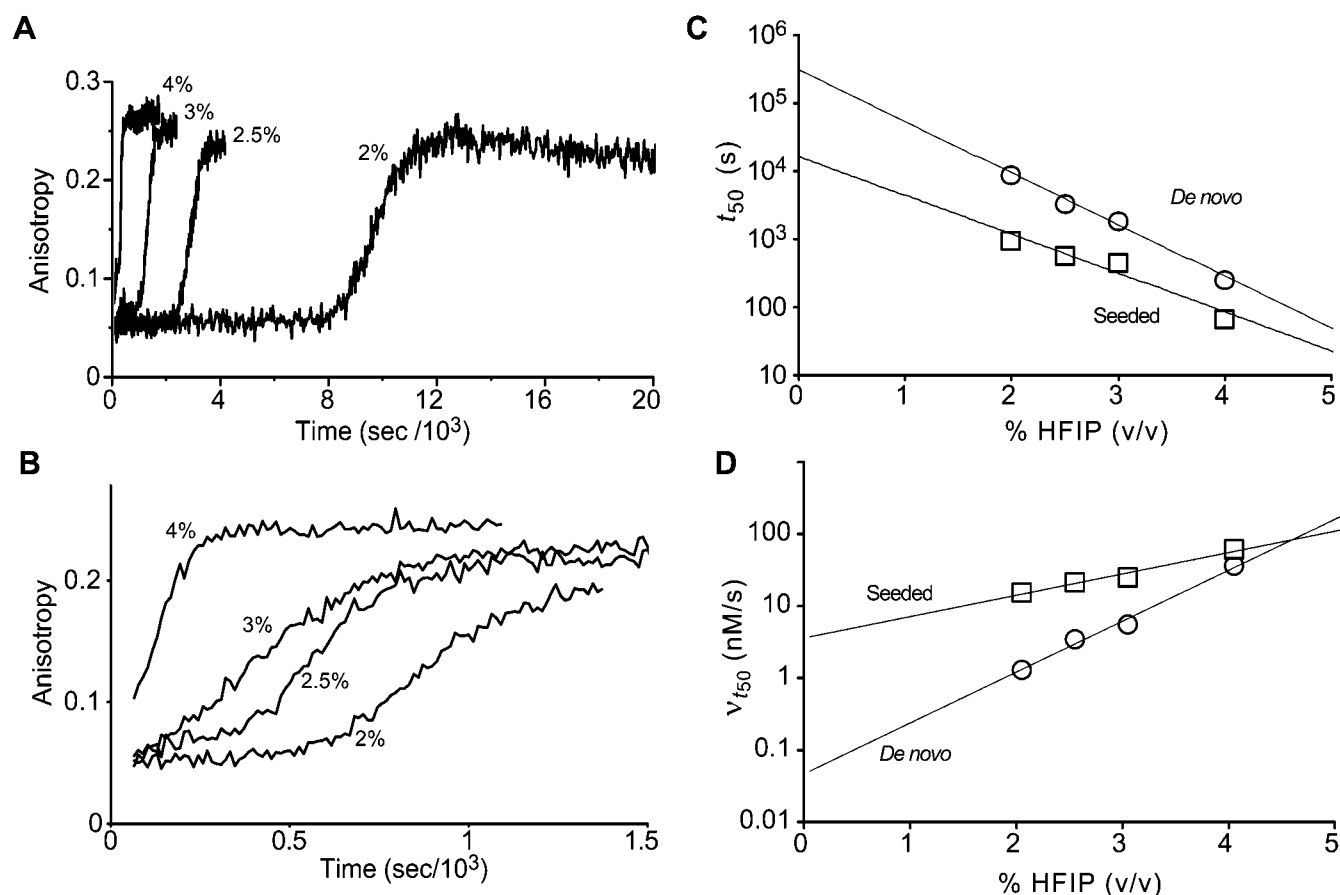 A
0.3
0.2
0.1
0
Anisotropy
4%
3%
2.5%
2%
0 4 8 12 16 20
Time (sec /10³)
B
0.2
0.1
0
Anisotropy
4%
3%
2.5%
2%
0 0.5 1 1.5
Time (sec/10³)
C
10⁶
10⁵
10⁴
10³
100
10
t₅₀ (s)
De novo
Seeded
0 1 2 3 4 5
% HFIP (v/v)
D
100
10
1
0.1
0.01
νt₅₀ (nM/s)
Seeded
De novo
0 1 2 3 4 5
% HFIP (v/v)